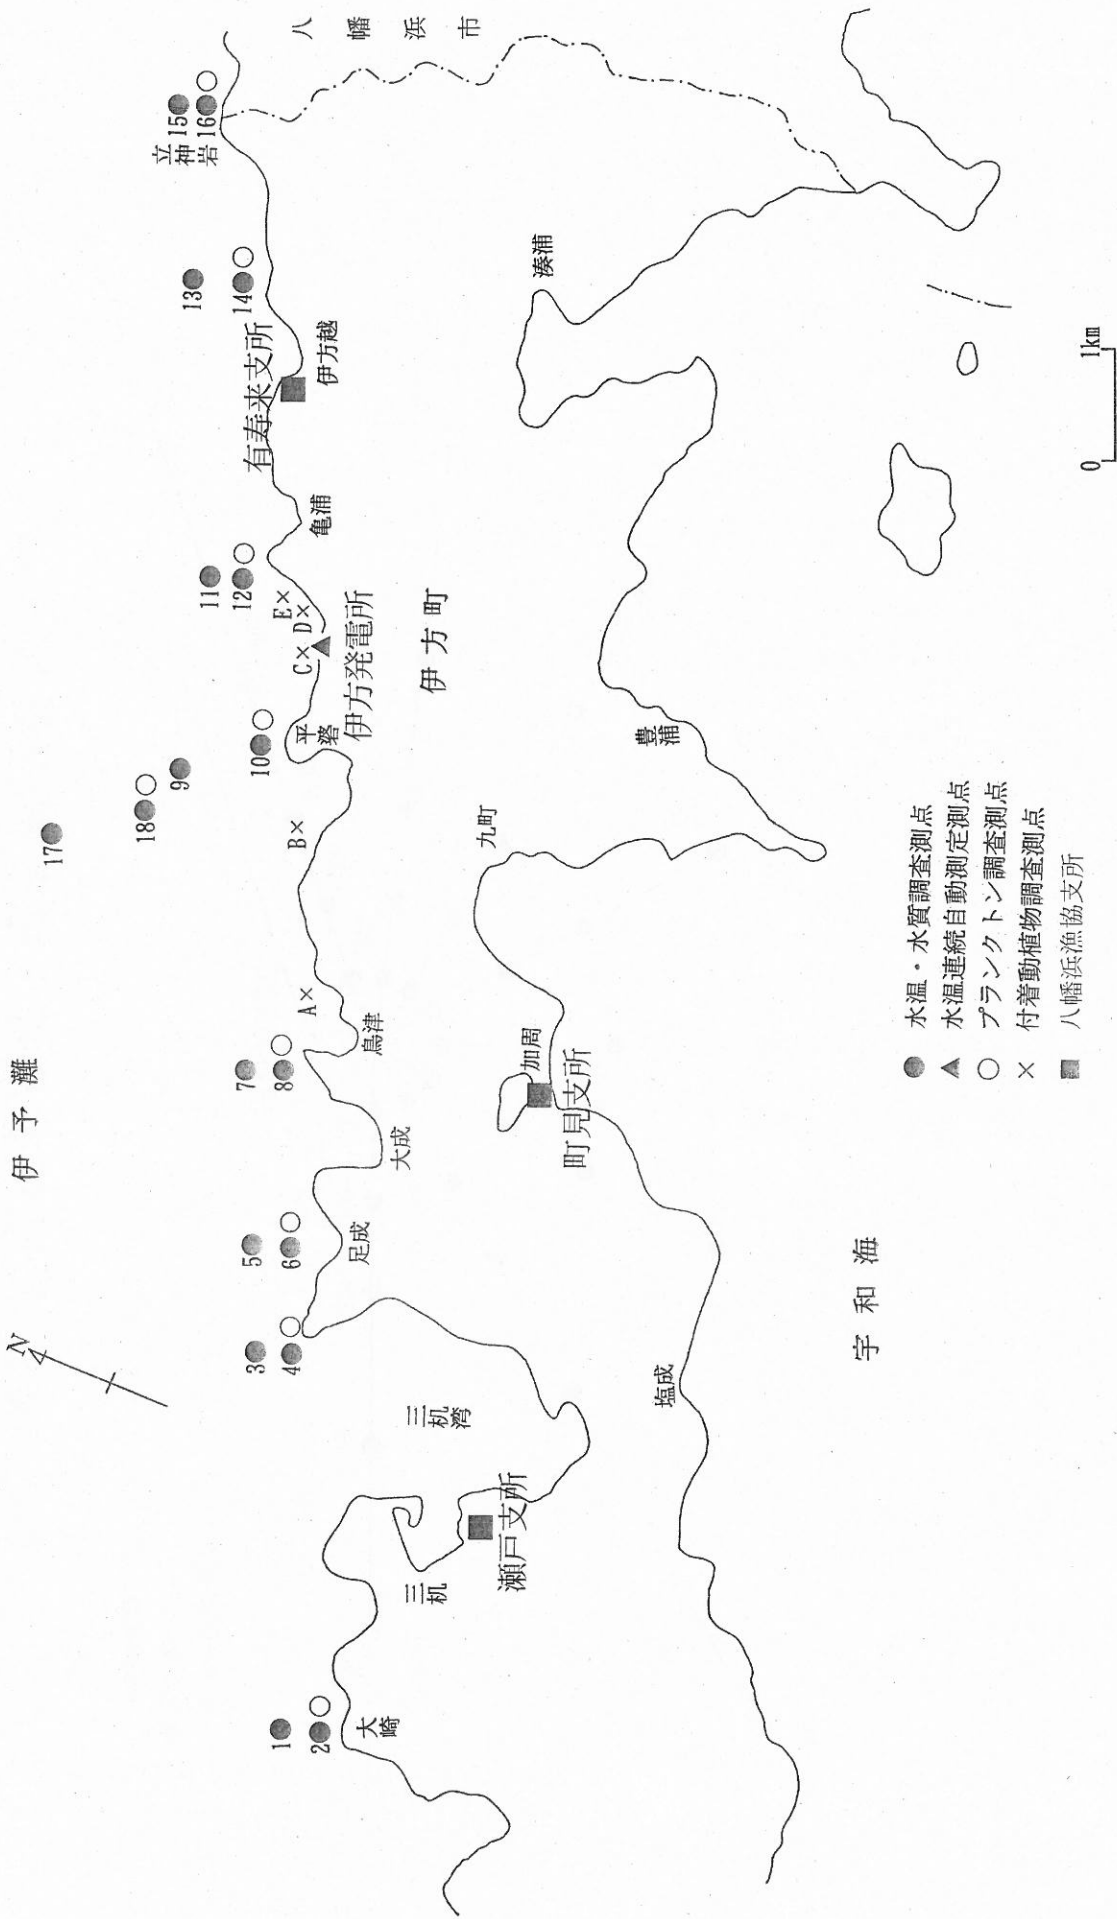 伊予灘
N
17
18
9
1
2
3
4
5
6
7
8
10
11
12
13
14
15
16
A×
B×
C×
D×
E×
大崎
三机
三机湾
瀬戸支所
足成
大成
鳥津
平碆
伊方発電所
亀浦
有寿来支所
伊方越
立神岩
八幡浜市
伊方町
塩成
町見支所
加周
九町
豊浦
湊浦
宇和海
● 水温・水質調査測点
▲ 水温連続自動測定測点
○ プランクトン調査測点
× 付着動植物調査測点
■ 八幡浜漁協支所
0 1km